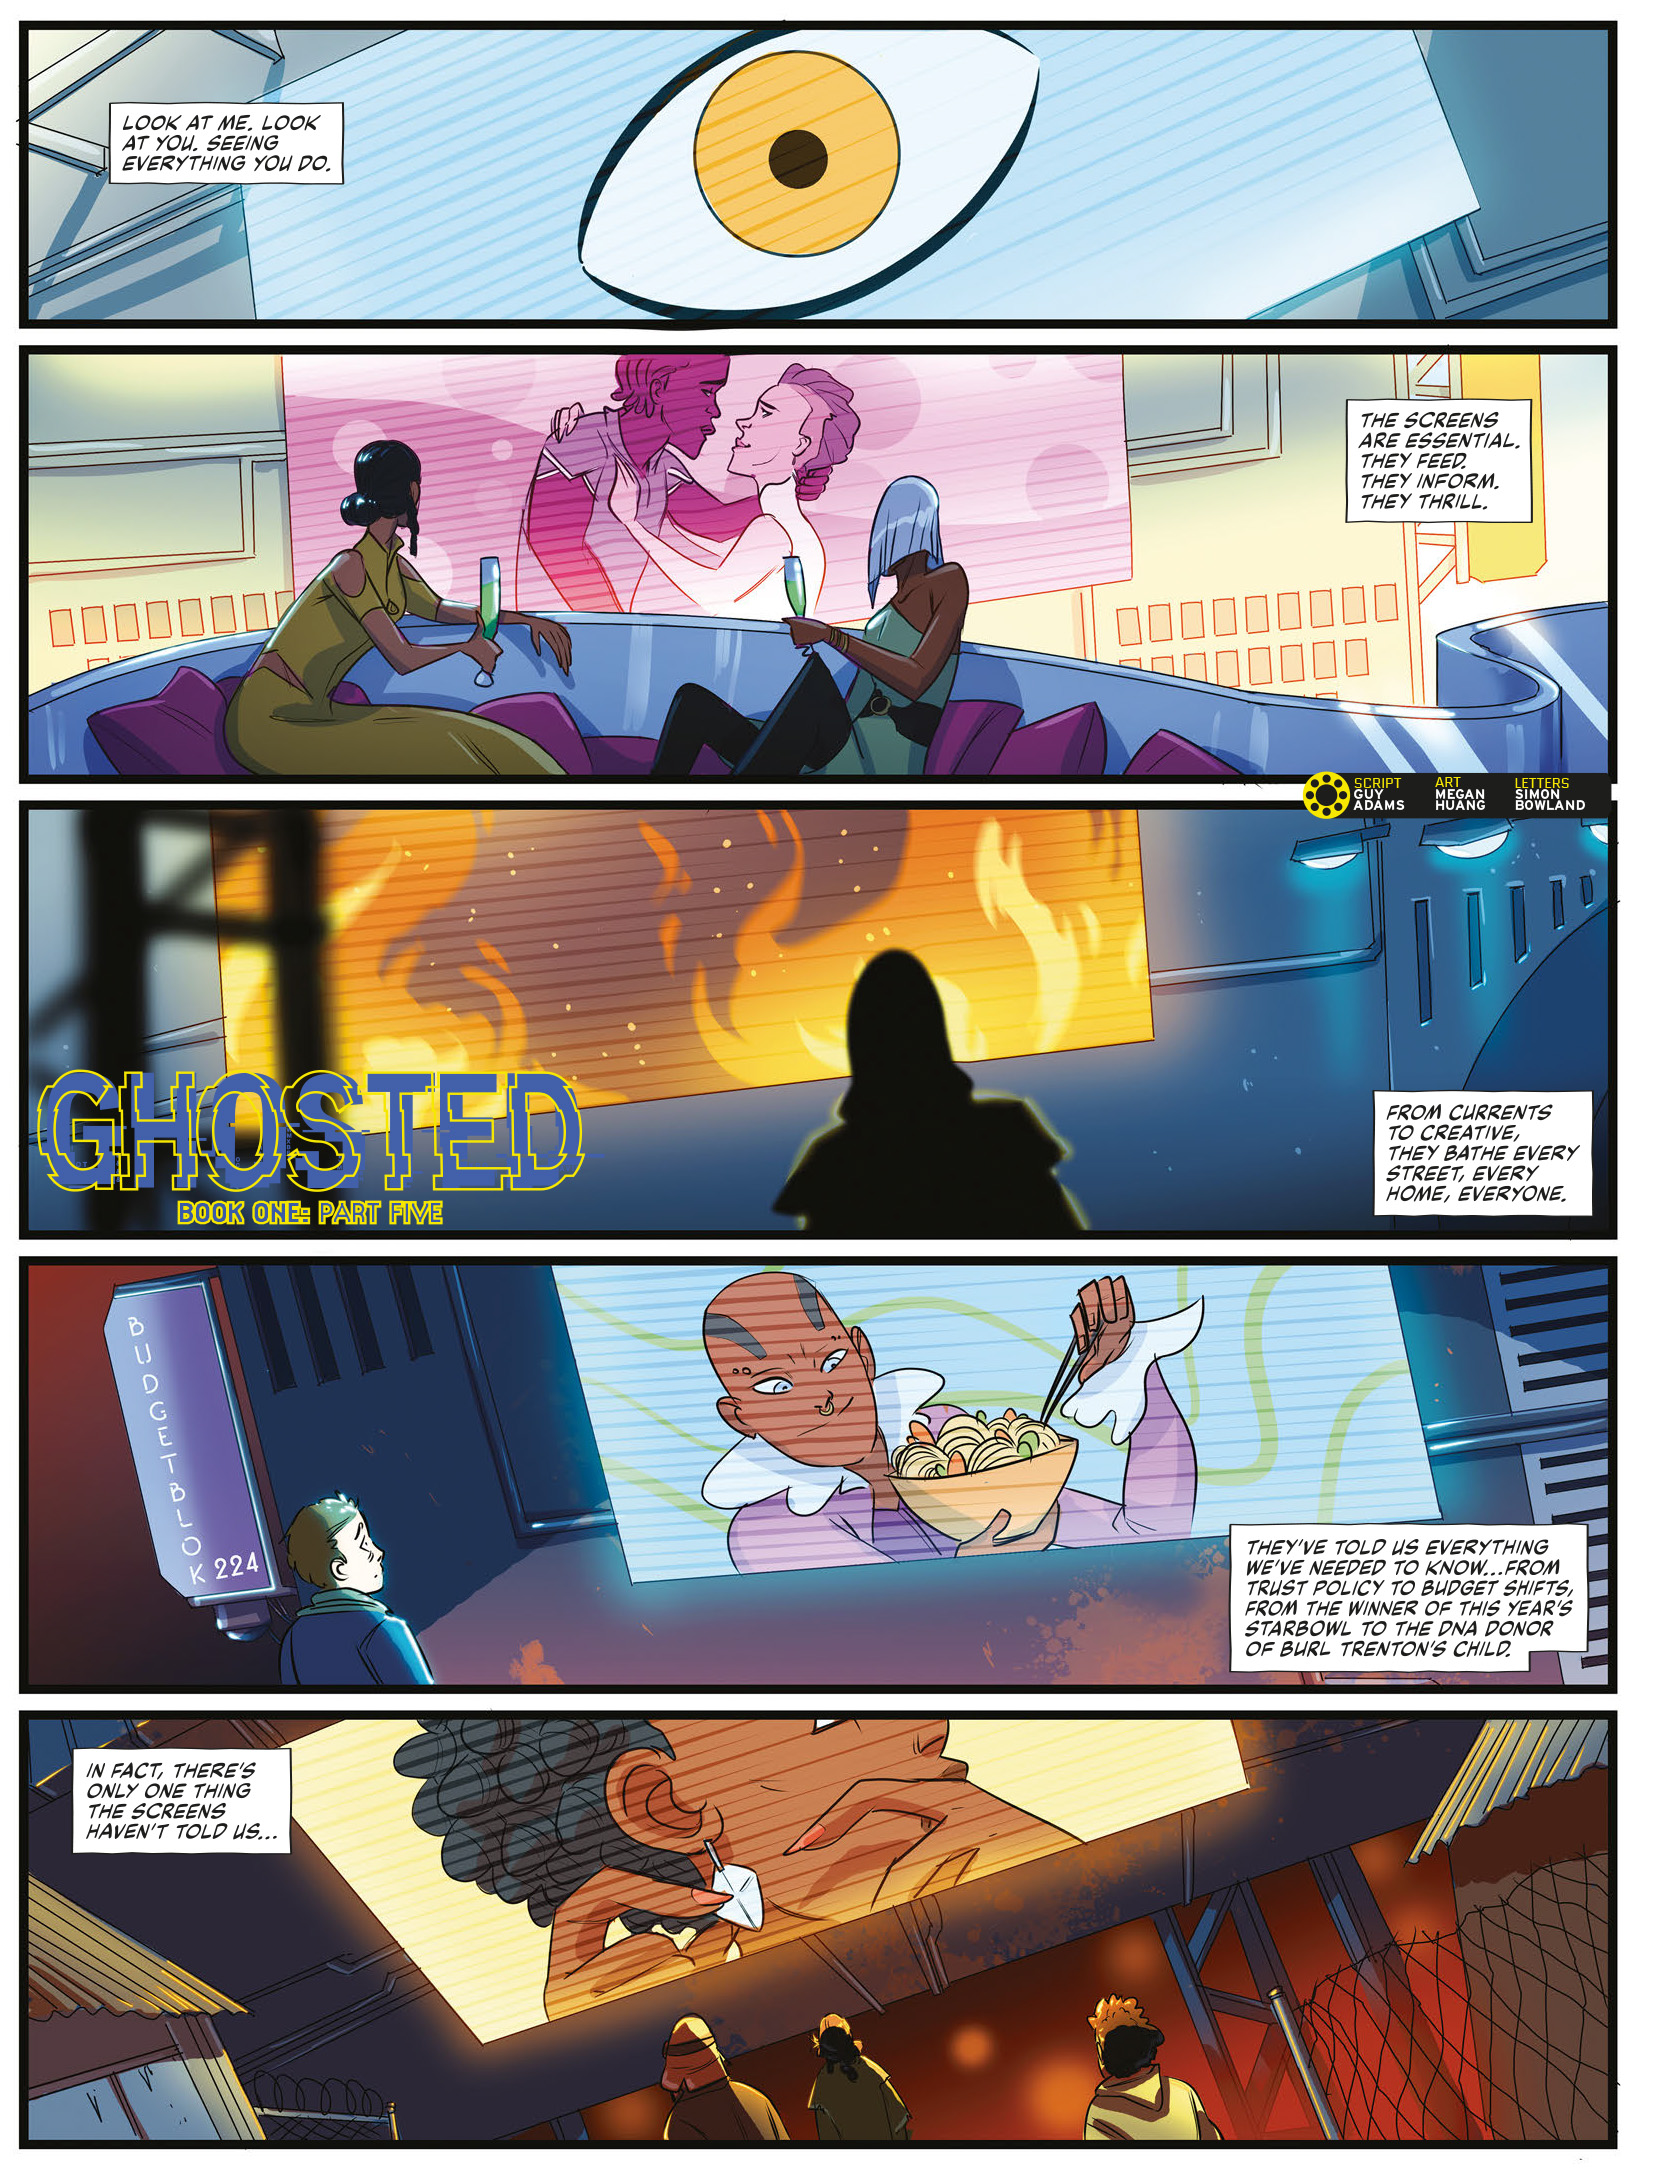 LOOK AT ME. LOOK
AT YOU. SEEING
EVERYTHING YOU DO.
THE SCREENS
ARE ESSENTIAL.
THEY FEED.
THEY INFORM.
THEY THRILL.
SCRIPT
GUY
ADAMS
ART
MEGAN
HUANG
LETTERS
SIMON
BOWLAND
GHOSTED
BOOK ONE: PART FIVE
FROM CURRENTS
TO CREATIVE,
THEY BATHE EVERY
STREET, EVERY
HOME, EVERYONE.
BUDGETBLOK 224
THEY'VE TOLD US EVERYTHING
WE'VE NEEDED TO KNOW...FROM
TRUST POLICY TO BUDGET SHIFTS,
FROM THE WINNER OF THIS YEAR'S
STARBOWL TO THE DNA DONOR
OF BURL TRENTON'S CHILD.
IN FACT, THERE'S
ONLY ONE THING
THE SCREENS
HAVEN'T TOLD US...